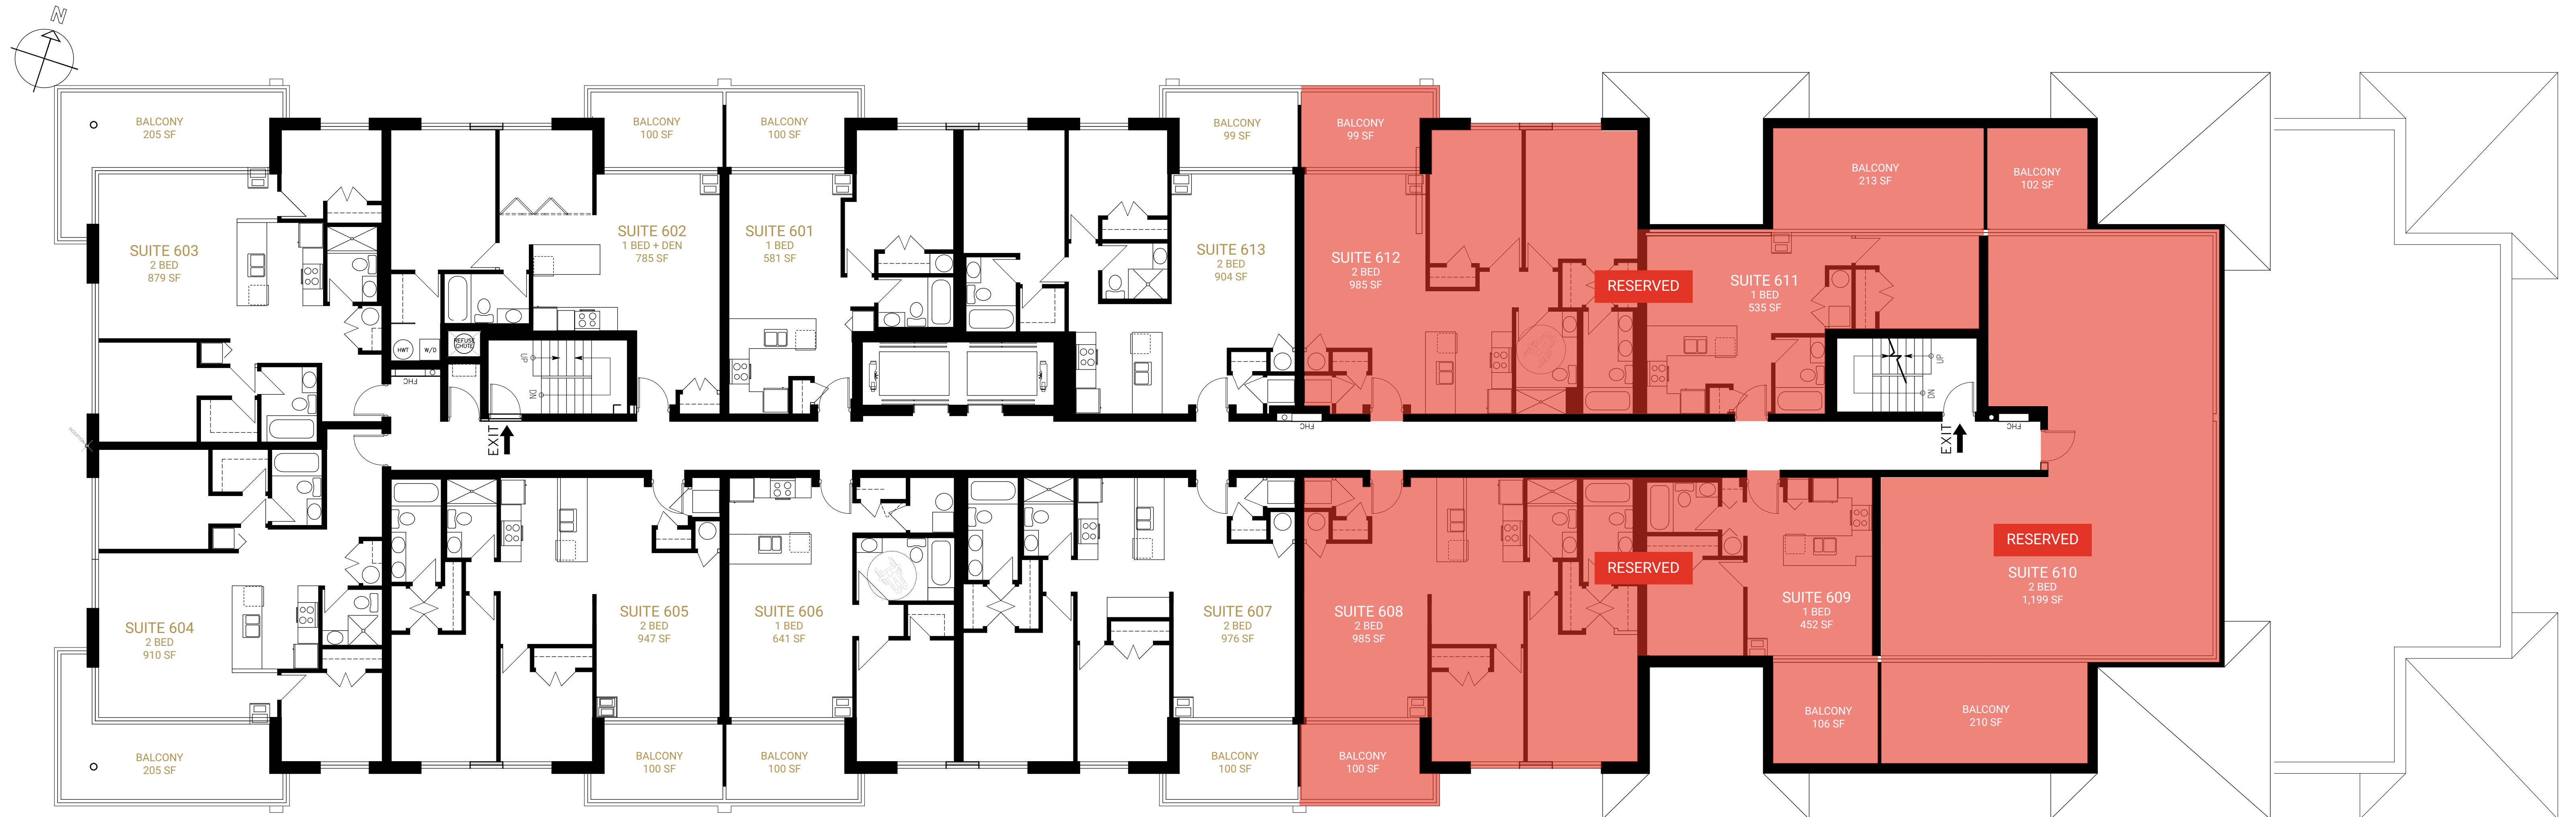 N
BALCONY
205 SF
BALCONY
100 SF
BALCONY
100 SF
BALCONY
99 SF
BALCONY
99 SF
BALCONY
213 SF
BALCONY
102 SF
SUITE 603
2 BED
879 SF
SUITE 602
1 BED + DEN
785 SF
SUITE 601
1 BED
581 SF
SUITE 613
2 BED
904 SF
SUITE 612
2 BED
985 SF
RESERVED
SUITE 611
1 BED
535 SF
HWT
W/D
REFUSE
CHUTE
UP
DN
FHC
UP
DN
EXIT
FHC
EXIT
FHC
RESERVED
RESERVED
SUITE 604
2 BED
910 SF
SUITE 605
2 BED
947 SF
SUITE 606
1 BED
641 SF
SUITE 607
2 BED
976 SF
SUITE 608
2 BED
985 SF
SUITE 609
1 BED
452 SF
SUITE 610
2 BED
1,199 SF
BALCONY
205 SF
BALCONY
100 SF
BALCONY
100 SF
BALCONY
100 SF
BALCONY
100 SF
BALCONY
106 SF
BALCONY
210 SF